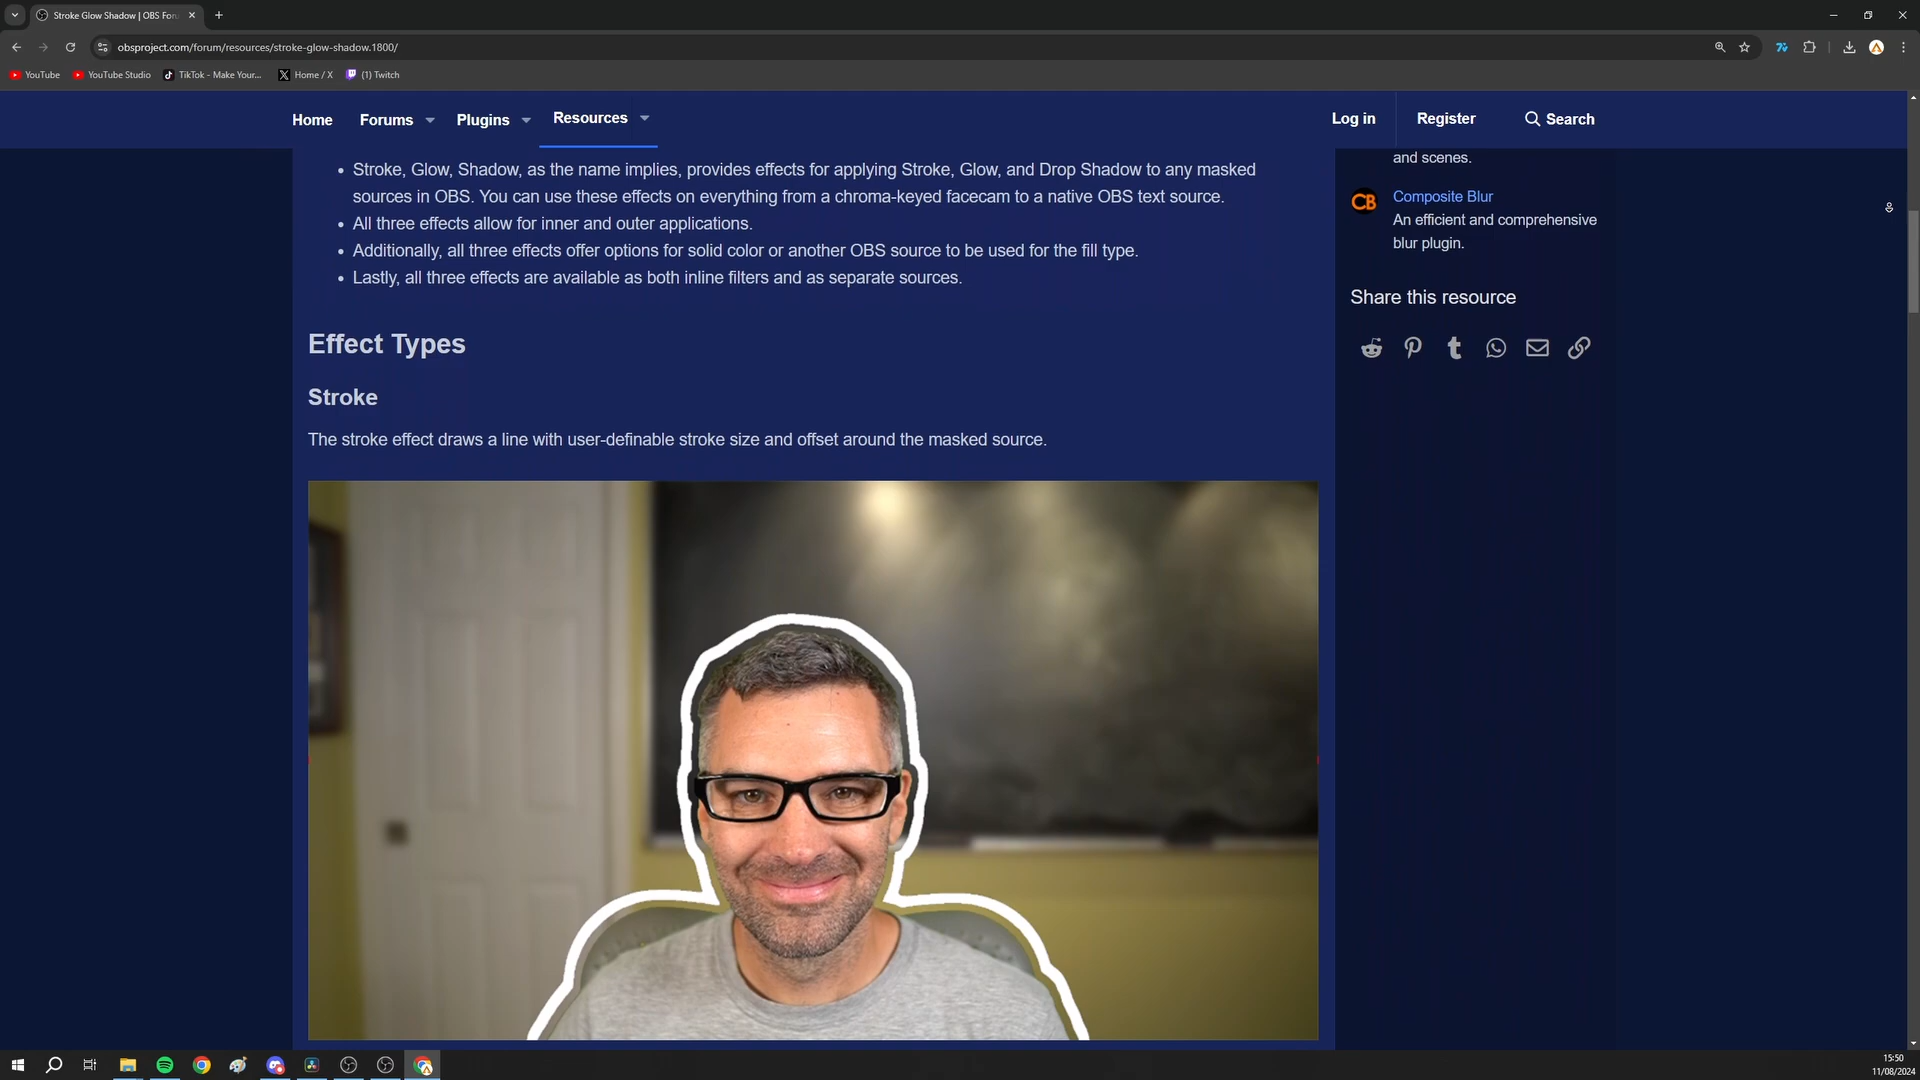 Stroke Glow Shadow | OBS For
obsproject.com/forum/resources/stroke-glow-shadow.1800/
YouTube
YouTube Studio
TikTok - Make Your...
Home / X
(1) Twitch
Home
Forums
Plugins
Resources
Log in
Register
Search
• Stroke, Glow, Shadow, as the name implies, provides effects for applying Stroke, Glow, and Drop Shadow to any masked
sources in OBS. You can use these effects on everything from a chroma-keyed facecam to a native OBS text source.
• All three effects allow for inner and outer applications.
• Additionally, all three effects offer options for solid color or another OBS source to be used for the fill type.
• Lastly, all three effects are available as both inline filters and as separate sources.
Effect Types
Stroke
The stroke effect draws a line with user-definable stroke size and offset around the masked source.
and scenes.
CB
Composite Blur
An efficient and comprehensive
blur plugin.
Share this resource
15:50
11/08/2024